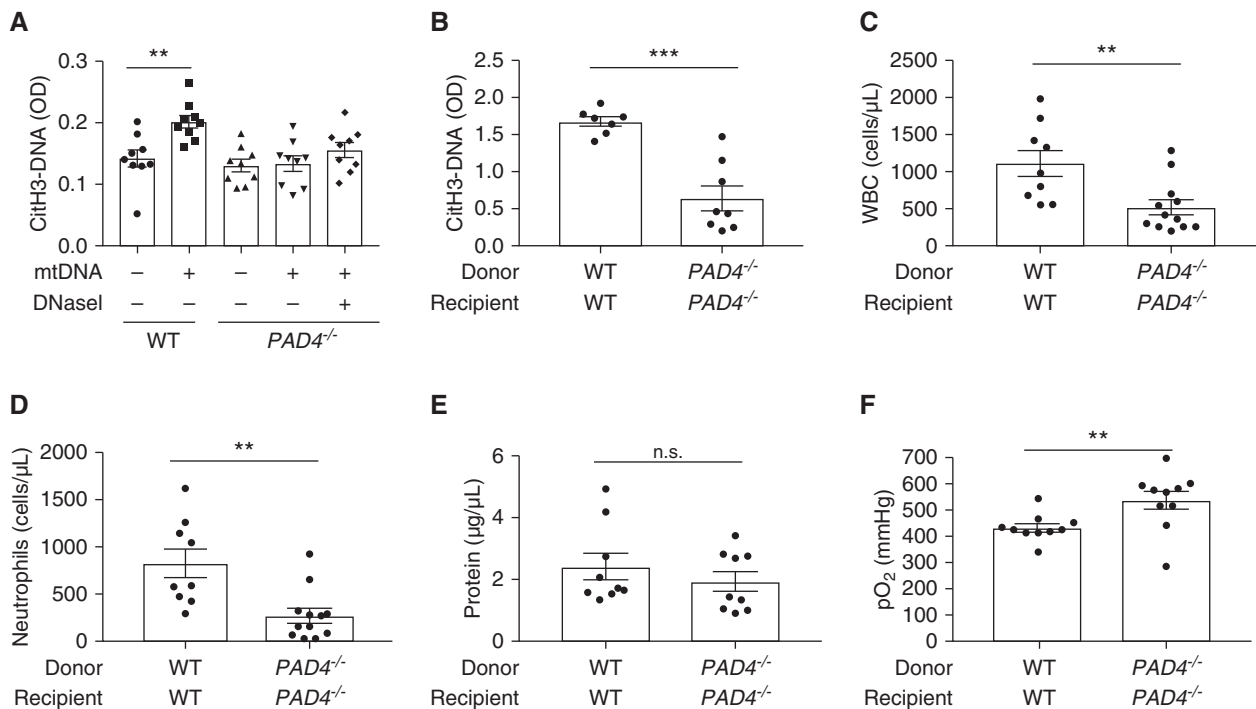 A
**
CitH3-DNA (OD)
0.3
0.2
0.1
0.0
mtDNA – + – + +
DNaseI – – – – +
WT PAD4-/-
B
***
CitH3-DNA (OD)
2.5
2.0
1.5
1.0
0.5
0.0
Donor WT PAD4-/-
Recipient WT PAD4-/-
C
**
WBC (cells/µL)
2500
2000
1500
1000
500
0
Donor WT PAD4-/-
Recipient WT PAD4-/-
D
**
Neutrophils (cells/µL)
2000
1500
1000
500
0
Donor WT PAD4-/-
Recipient WT PAD4-/-
E
n.s.
Protein (µg/µL)
6
4
2
0
Donor WT PAD4-/-
Recipient WT PAD4-/-
F
**
pO2 (mmHg)
700
600
500
400
300
200
100
0
Donor WT PAD4-/-
Recipient WT PAD4-/-